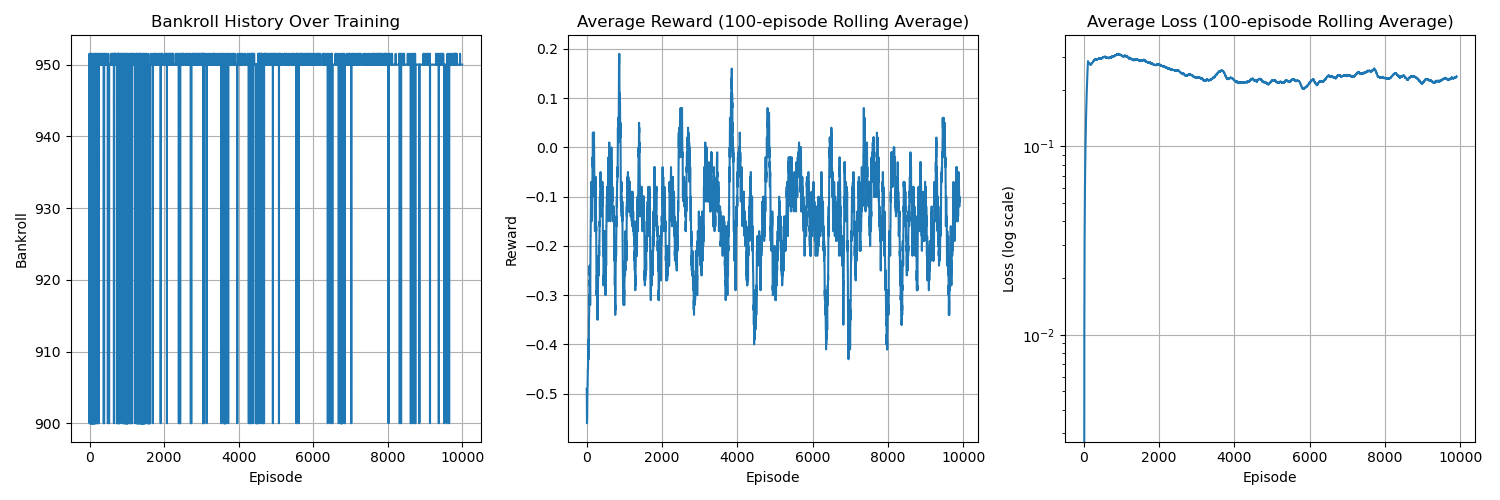 Bankroll History Over Training
Bankroll
950
940
930
920
910
900
0 2000 4000 6000 8000 10000
Episode
Average Reward (100-episode Rolling Average)
Reward
0.2
0.1
0.0
−0.1
−0.2
−0.3
−0.4
−0.5
0 2000 4000 6000 8000 10000
Episode
Average Loss (100-episode Rolling Average)
Loss (log scale)
10⁻¹
10⁻²
0 2000 4000 6000 8000 10000
Episode